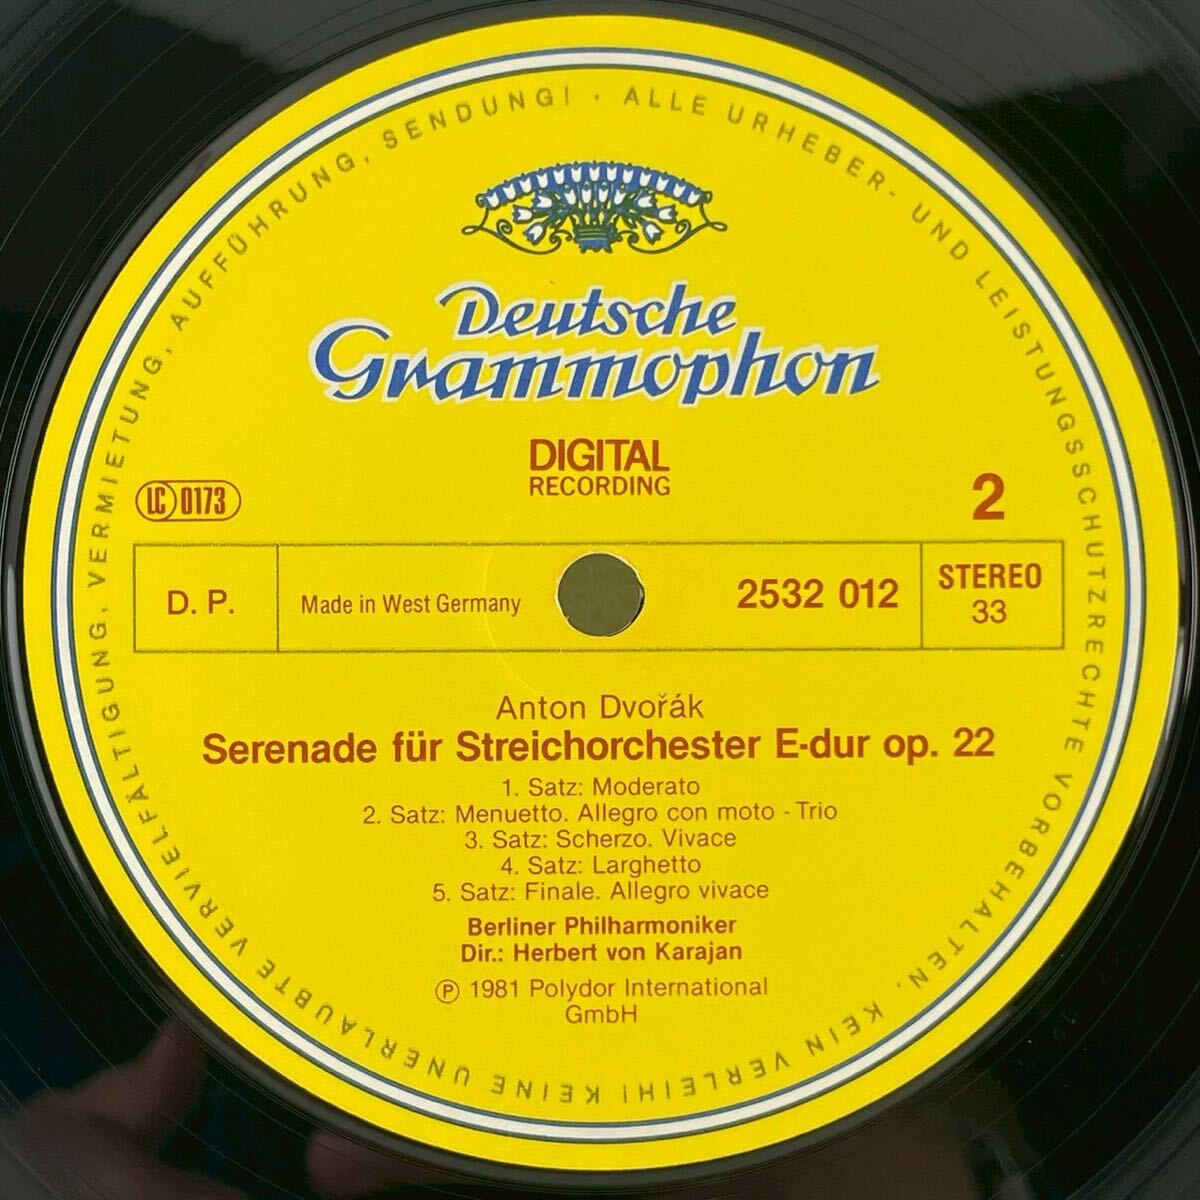 ALLE URHEBER- UND LEISTUNGSSCHUTZRECHTE VORBEHALTEN. KEIN VERLEIH! KEINE UNERLAUBTE VERVIELFÄLTIGUNG, VERMIETUNG, AUFFÜHRUNG, SENDUNG! ·
Deutsche
Grammophon
DIGITAL
RECORDING
LC 0173
2
D. P.
Made in West Germany
2532 012
STEREO
33
Anton Dvořák
Serenade für Streichorchester E-dur op. 22
1. Satz: Moderato
2. Satz: Menuetto. Allegro con moto - Trio
3. Satz: Scherzo. Vivace
4. Satz: Larghetto
5. Satz: Finale. Allegro vivace
Berliner Philharmoniker
Dir.: Herbert von Karajan
Ⓟ 1981 Polydor International
GmbH